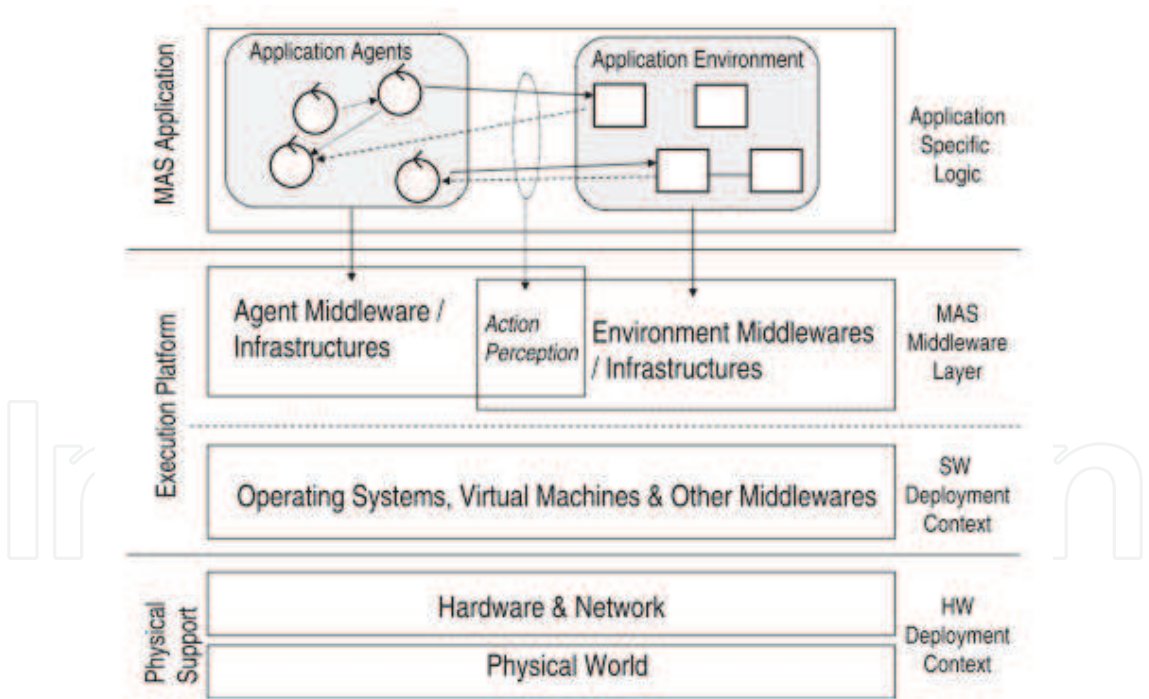 MAS Application
Application Agents
Application Environment
Application
Specific
Logic
Execution Platform
Agent Middleware /
Infrastructures
Action
Perception
Environment Middlewares
/ Infrastructures
MAS
Middleware
Layer
Operating Systems, Virtual Machines & Other Middlewares
SW
Deployment
Context
Physical
Support
Hardware & Network
Physical World
HW
Deployment
Context